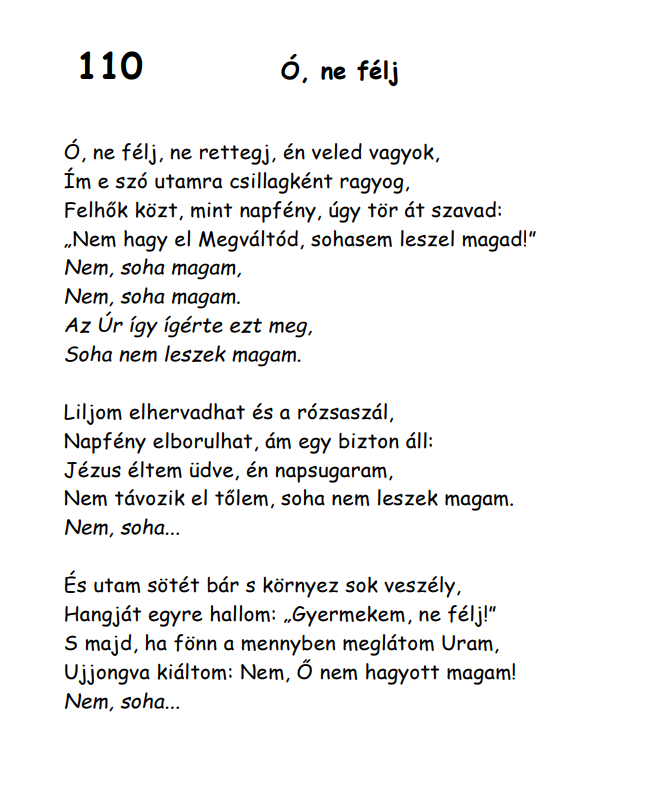 110
Ó, ne félj
Ó, ne félj, ne rettegj, én veled vagyok,
Ím e szó utamra csillagként ragyog,
Felhők közt, mint napfény, úgy tör át szavad:
„Nem hagy el Megváltód, sohasem leszel magad!”
Nem, soha magam,
Nem, soha magam.
Az Úr így ígérte ezt meg,
Soha nem leszek magam.
Liljom elhervadhat és a rózsaszál,
Napfény elborulhat, ám egy bizton áll:
Jézus éltem üdve, én napsugaram,
Nem távozik el tőlem, soha nem leszek magam.
Nem, soha...
És utam sötét bár s környez sok veszély,
Hangját egyre hallom: „Gyermekem, ne félj!”
S majd, ha fönn a mennyben meglátom Uram,
Ujjongva kiáltom: Nem, Ő nem hagyott magam!
Nem, soha...